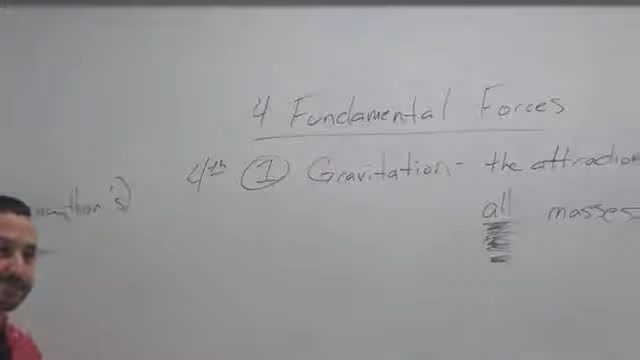 4 Fundamental Forces
4th ① Gravitation- the attraction
all masses